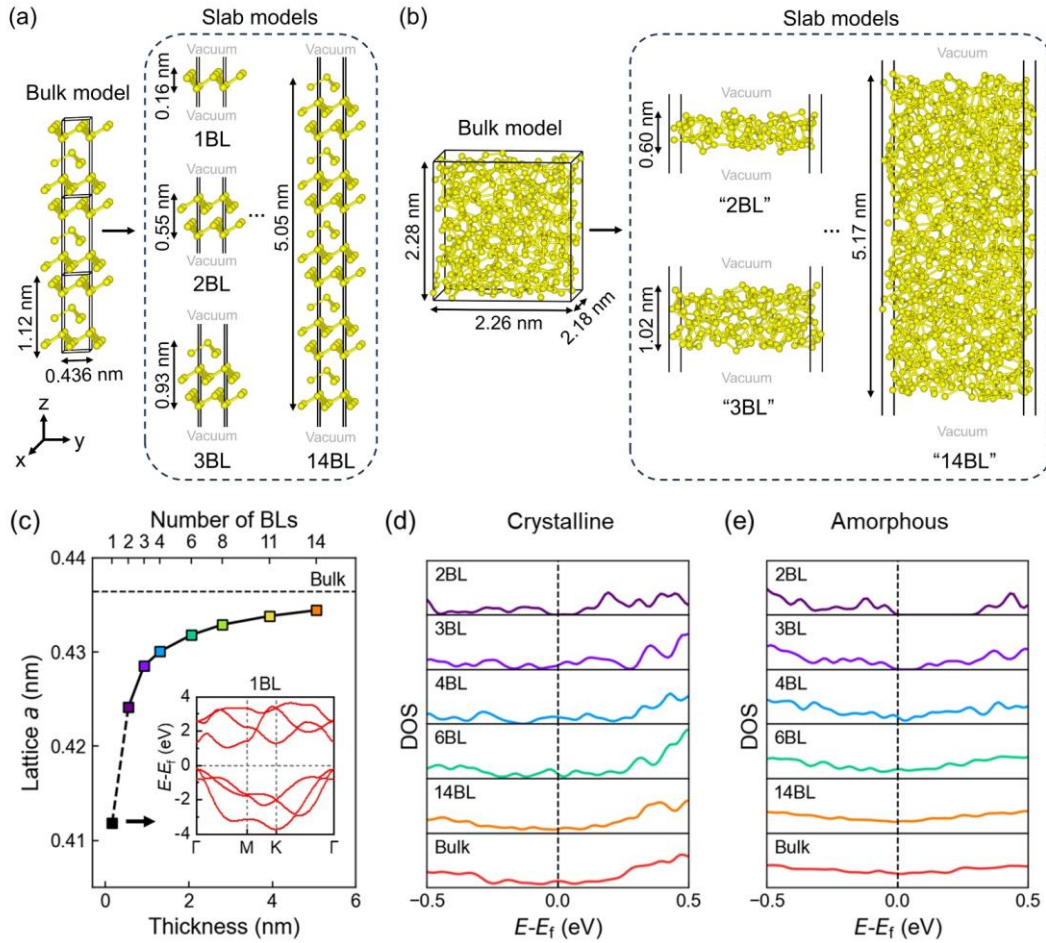 (a)
Slab models
Bulk model
1.12 nm
0.436 nm
z
y
x
Vacuum
0.16 nm
Vacuum
1BL
Vacuum
0.55 nm
Vacuum
2BL
...
Vacuum
0.93 nm
Vacuum
3BL
Vacuum
5.05 nm
Vacuum
14BL
(b)
Slab models
Bulk model
2.28 nm
2.26 nm
2.18 nm
Vacuum
0.60 nm
Vacuum
“2BL”
...
Vacuum
1.02 nm
Vacuum
“3BL”
Vacuum
5.17 nm
Vacuum
“14BL”
(c)
Number of BLs
1 2 3 4 6 8 11 14
0.44
0.43
0.42
0.41
Lattice a (nm)
Bulk
1BL
E-Ef (eV)
4
2
0
−2
−4
Γ M K Γ
0 1 2 3 4 5 6
Thickness (nm)
(d)
Crystalline
DOS
2BL
3BL
4BL
6BL
14BL
Bulk
−0.5 0.0 0.5
E-Ef (eV)
(e)
Amorphous
DOS
2BL
3BL
4BL
6BL
14BL
Bulk
−0.5 0.0 0.5
E-Ef (eV)